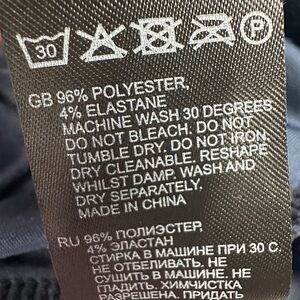 30 P
GB 96% POLYESTER,
4% ELASTANE
MACHINE WASH 30 DEGREES
DO NOT BLEACH. DO NOT
TUMBLE DRY. DO NOT IRON
DRY CLEANABLE. RESHAPE
WHILST DAMP. WASH AND
DRY SEPARATELY.
MADE IN CHINA
RU 96% ПОЛИЭСТЕР,
4% ЭЛАСТАН
СТИРКА В МАШИНЕ ПРИ 30 С.
НЕ ОТБЕЛИВАТЬ. НЕ
СУШИТЬ В МАШИНЕ. НЕ
ГЛАДИТЬ. ХИМЧИСТКА
РАЗРЕШЕНА. ПРИДАТЬ